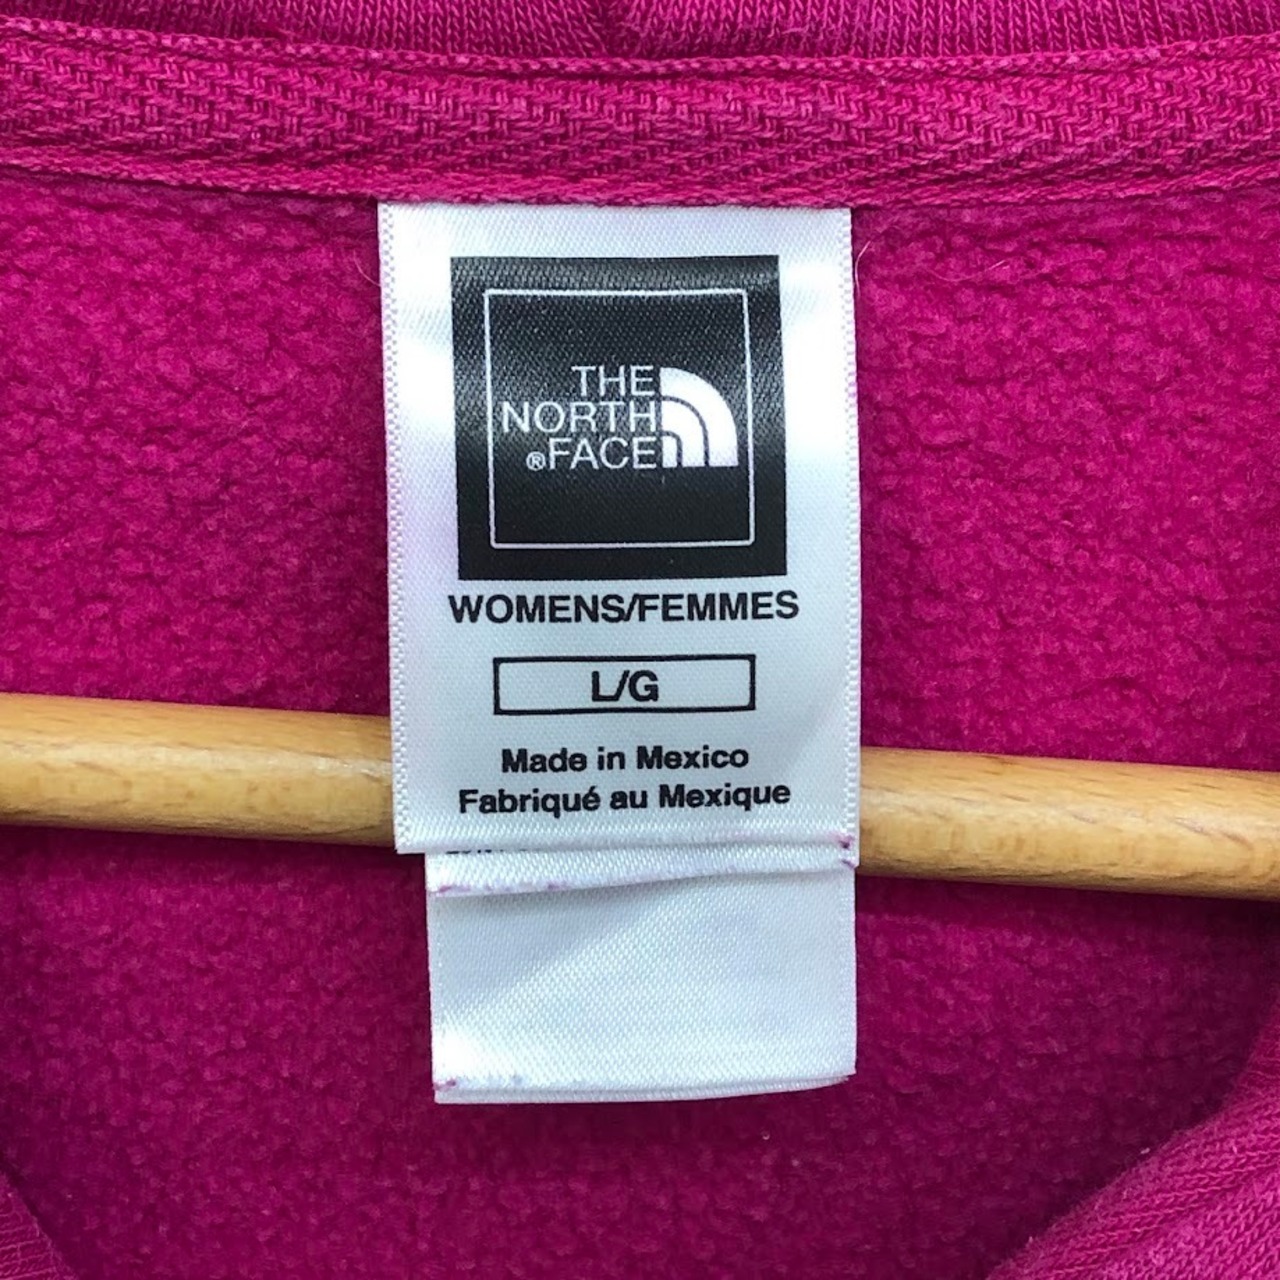 THE
NORTH
®FACE
WOMENS/FEMMES
L/G
Made in Mexico
Fabriqué au Mexique